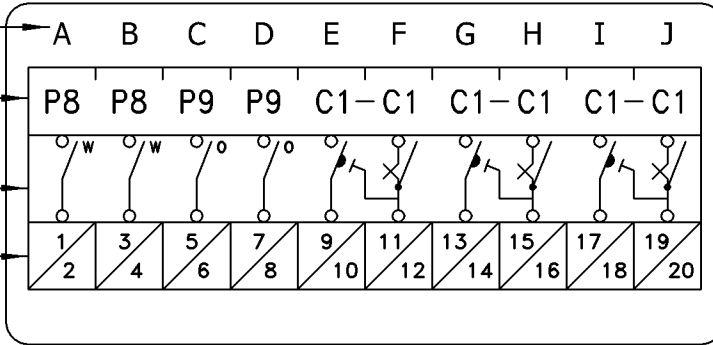 A B C D E F G H I J
P8 P8 P9 P9 C1-C1 C1-C1 C1-C1
W W O O
1 3 5 7 9 11 13 15 17 19
2 4 6 8 10 12 14 16 18 20